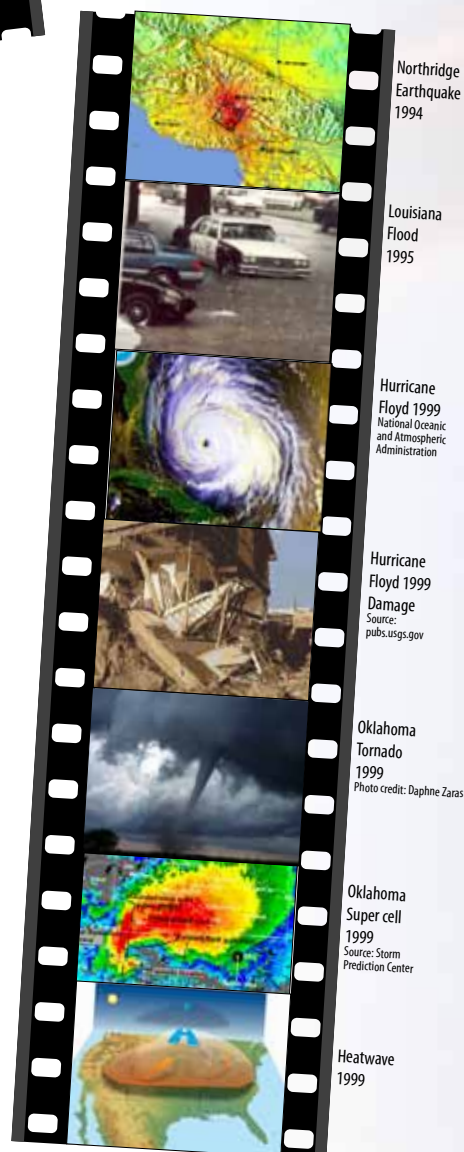 Northridge
Earthquake
1994
Louisiana
Flood
1995
Hurricane
Floyd 1999
National Oceanic
and Atmospheric
Administration
Hurricane
Floyd 1999
Damage
Source:
pubs.usgs.gov
Oklahoma
Tornado
1999
Photo credit: Daphne Zaras
Oklahoma
Super cell
1999
Source: Storm
Prediction Center
Heatwave
1999